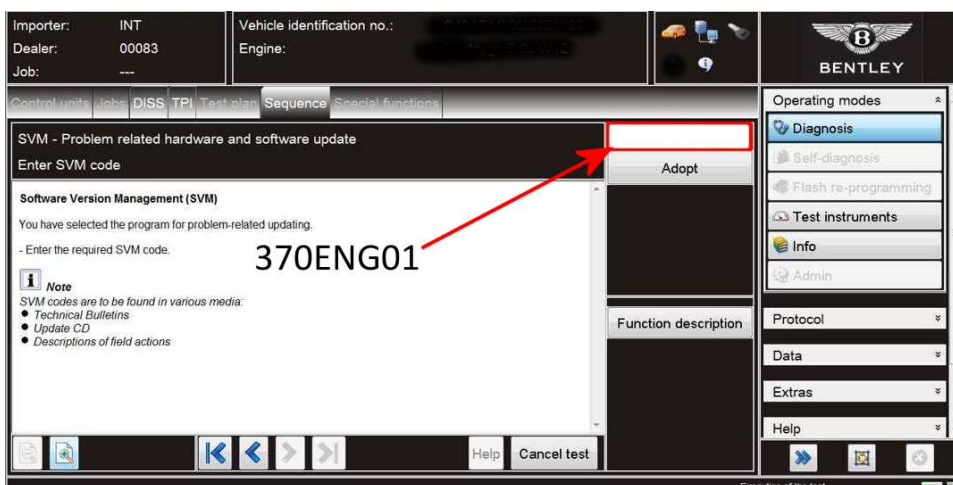 Importer: INT
Dealer: 00083
Job: ---
Vehicle identification no.:
Engine:
BENTLEY
Control units Jobs DISS TPI Test plan Sequence Special functions
SVM - Problem related hardware and software update
Enter SVM code
Adopt
Software Version Management (SVM)
You have selected the program for problem-related updating.
- Enter the required SVM code.
370ENG01
i Note
SVM codes are to be found in various media:
● Technical Bulletins
● Update CD
● Descriptions of field actions
Function description
Help
Cancel test
Operating modes
Diagnosis
Self-diagnosis
Flash re-programming
Test instruments
Info
Admin
Protocol
Data
Extras
Help